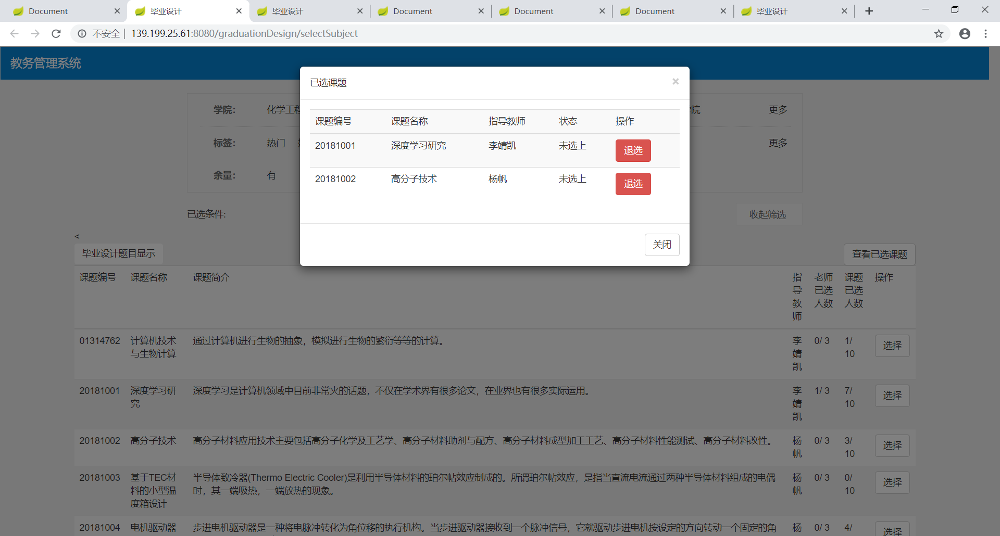 Document
毕业设计
毕业设计
Document
Document
Document
毕业设计
不安全 | 139.199.25.61:8080/graduationDesign/selectSubject
教务管理系统
已选课题
×
课题编号 课题名称 指导教师 状态 操作
20181001 深度学习研究 李靖凯 未选上 退选
20181002 高分子技术 杨帆 未选上 退选
关闭
学院： 化学工程 院 更多
标签： 热门 更多
余量： 有
已选条件:
收起筛选
<
毕业设计题目显示
查看已选课题
课题编号 课题名称 课题简介 指导教师 老师已选人数 课题已选人数 操作
01314762 计算机技术与生物计算 通过计算机进行生物的抽象，模拟进行生物的繁衍等等的计算。 李靖凯 0/ 3 1/ 10 选择
20181001 深度学习研究 深度学习是计算机领域中目前非常火的话题，不仅在学术界有很多论文，在业界也有很多实际运用。 李靖凯 1/ 3 7/ 10 选择
20181002 高分子技术 高分子材料应用技术主要包括高分子化学及工艺学、高分子材料助剂与配方、高分子材料成型加工工艺、高分子材料性能测试、高分子材料改性。 杨帆 0/ 3 3/ 10 选择
20181003 基于TEC材料的小型温度箱设计 半导体致冷器(Thermo Electric Cooler)是利用半导体材料的珀尔帖效应制成的。所谓珀尔帖效应，是指当直流电流通过两种半导体材料组成的电偶
时，其一端吸热，一端放热的现象。 杨帆 0/ 3 0/ 10 选择
20181004 电机驱动器 步进电机驱动器是一种将电脉冲转化为角位移的执行机构。当步进驱动器接收到一个脉冲信号，它就驱动步进电机按设定的方向转动一个固定的角 杨 0/ 3 4/ 选择